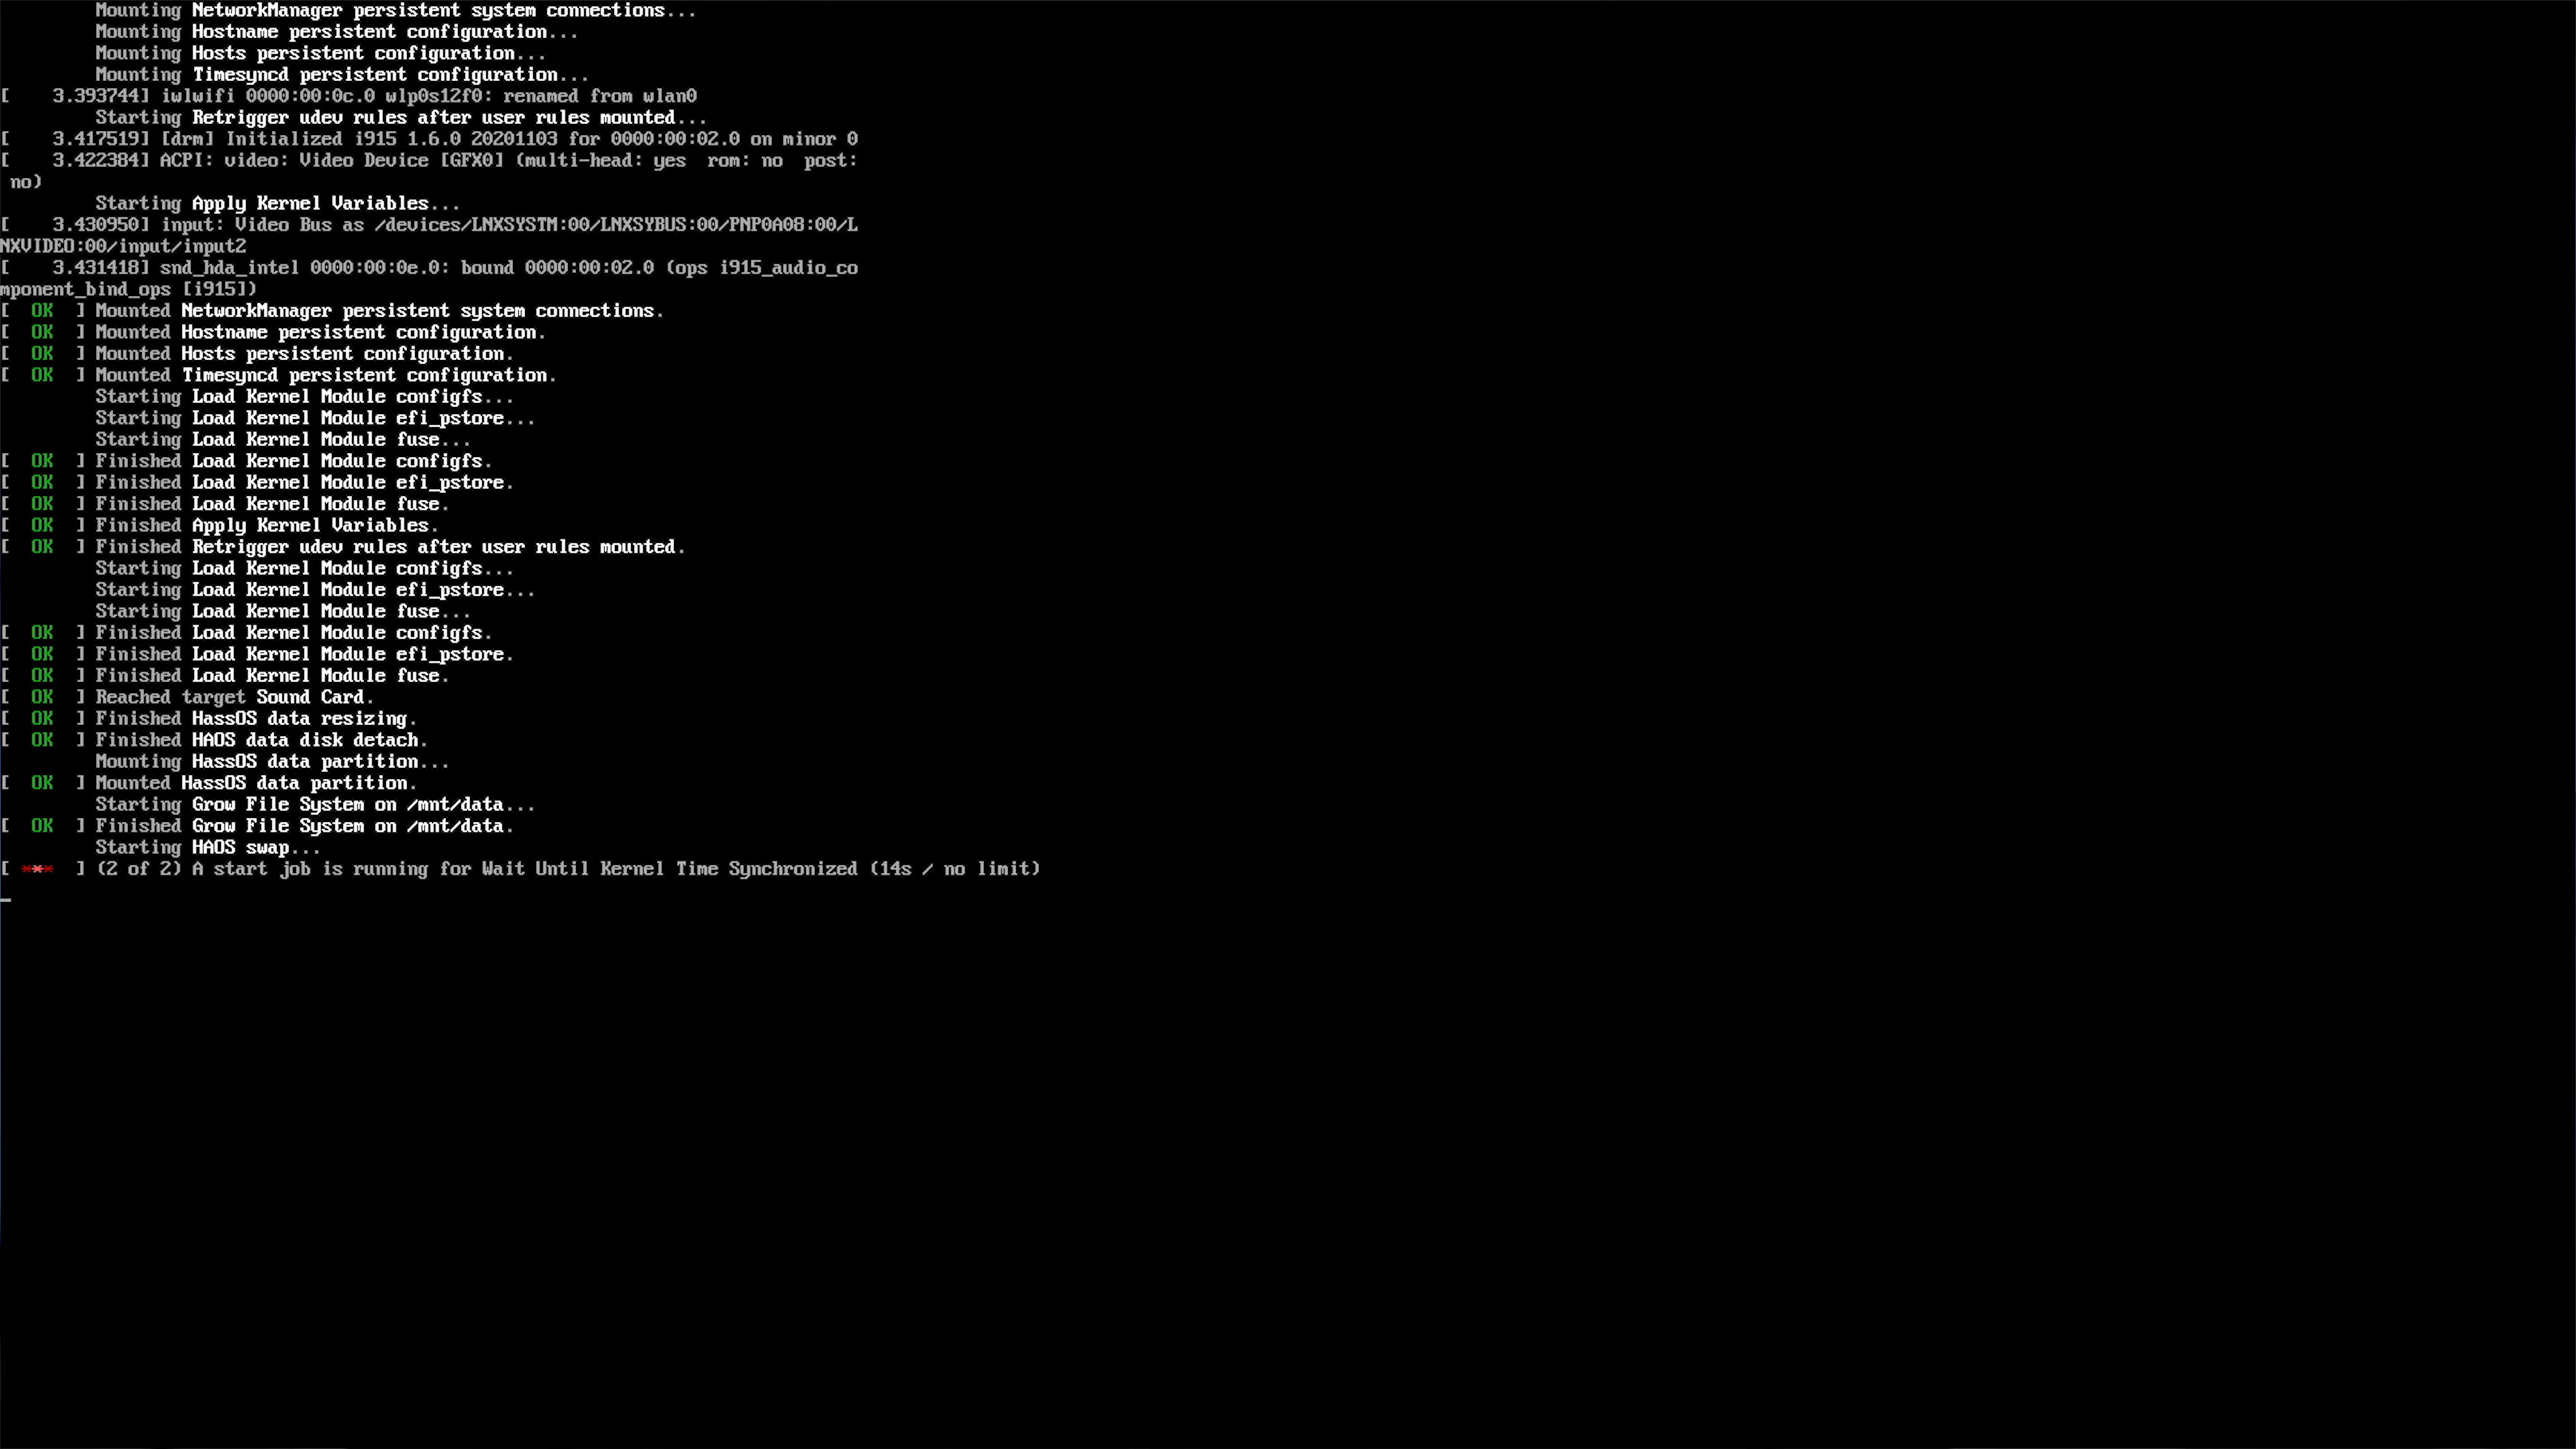 Mounting NetworkManager persistent system connections...
Mounting Hostname persistent configuration...
Mounting Hosts persistent configuration...
Mounting Timesyncd persistent configuration...
[    3.393744] iwlwifi 0000:00:0c.0 wlp0s12f0: renamed from wlan0
Starting Retrigger udev rules after user rules mounted...
[    3.417519] [drm] Initialized i915 1.6.0 20201103 for 0000:00:02.0 on minor 0
[    3.422384] ACPI: video: Video Device [GFX0] (multi-head: yes  rom: no  post:
no)
Starting Apply Kernel Variables...
[    3.430950] input: Video Bus as /devices/LNXSYSTM:00/LNXSYBUS:00/PNP0A08:00/L
NXVIDEO:00/input/input2
[    3.431418] snd_hda_intel 0000:00:0e.0: bound 0000:00:02.0 (ops i915_audio_co
mponent_bind_ops [i915])
[  OK  ] Mounted NetworkManager persistent system connections.
[  OK  ] Mounted Hostname persistent configuration.
[  OK  ] Mounted Hosts persistent configuration.
[  OK  ] Mounted Timesyncd persistent configuration.
Starting Load Kernel Module configfs...
Starting Load Kernel Module efi_pstore...
Starting Load Kernel Module fuse...
[  OK  ] Finished Load Kernel Module configfs.
[  OK  ] Finished Load Kernel Module efi_pstore.
[  OK  ] Finished Load Kernel Module fuse.
[  OK  ] Finished Apply Kernel Variables.
[  OK  ] Finished Retrigger udev rules after user rules mounted.
Starting Load Kernel Module configfs...
Starting Load Kernel Module efi_pstore...
Starting Load Kernel Module fuse...
[  OK  ] Finished Load Kernel Module configfs.
[  OK  ] Finished Load Kernel Module efi_pstore.
[  OK  ] Finished Load Kernel Module fuse.
[  OK  ] Reached target Sound Card.
[  OK  ] Finished HassOS data resizing.
[  OK  ] Finished HAOS data disk detach.
Mounting HassOS data partition...
[  OK  ] Mounted HassOS data partition.
Starting Grow File System on /mnt/data...
[  OK  ] Finished Grow File System on /mnt/data.
Starting HAOS swap...
[ ***  ] (2 of 2) A start job is running for Wait Until Kernel Time Synchronized (14s / no limit)
_